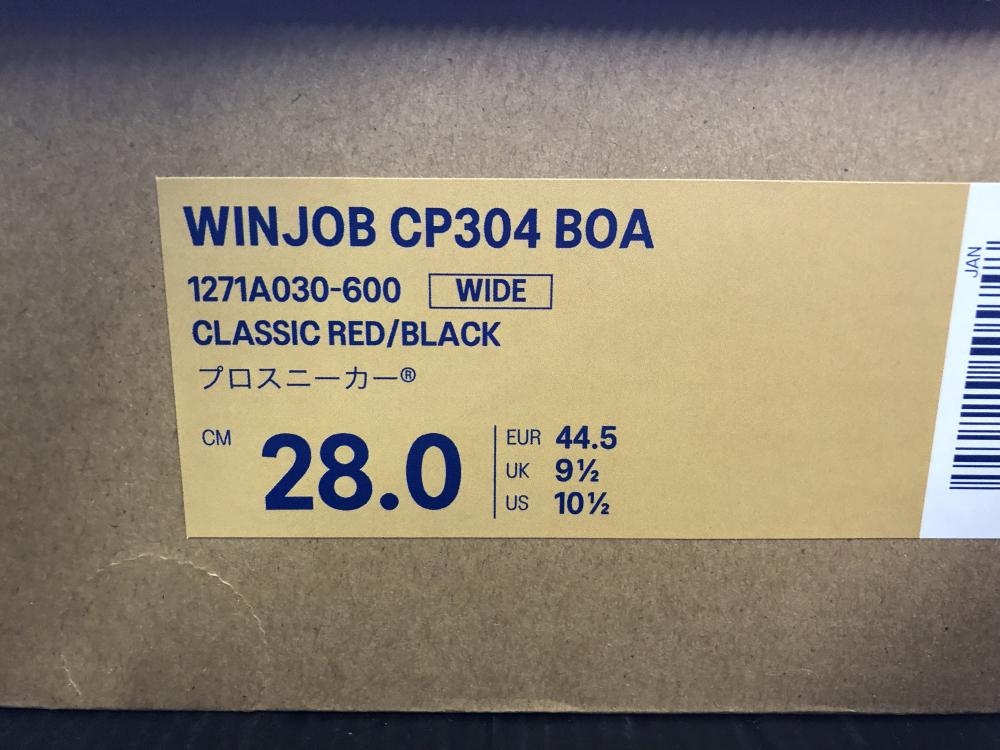 WINJOB CP304 BOA
1271A030-600 WIDE
CLASSIC RED/BLACK
プロスニーカー®
CM 28.0
EUR 44.5
UK 9½
US 10½
JAN